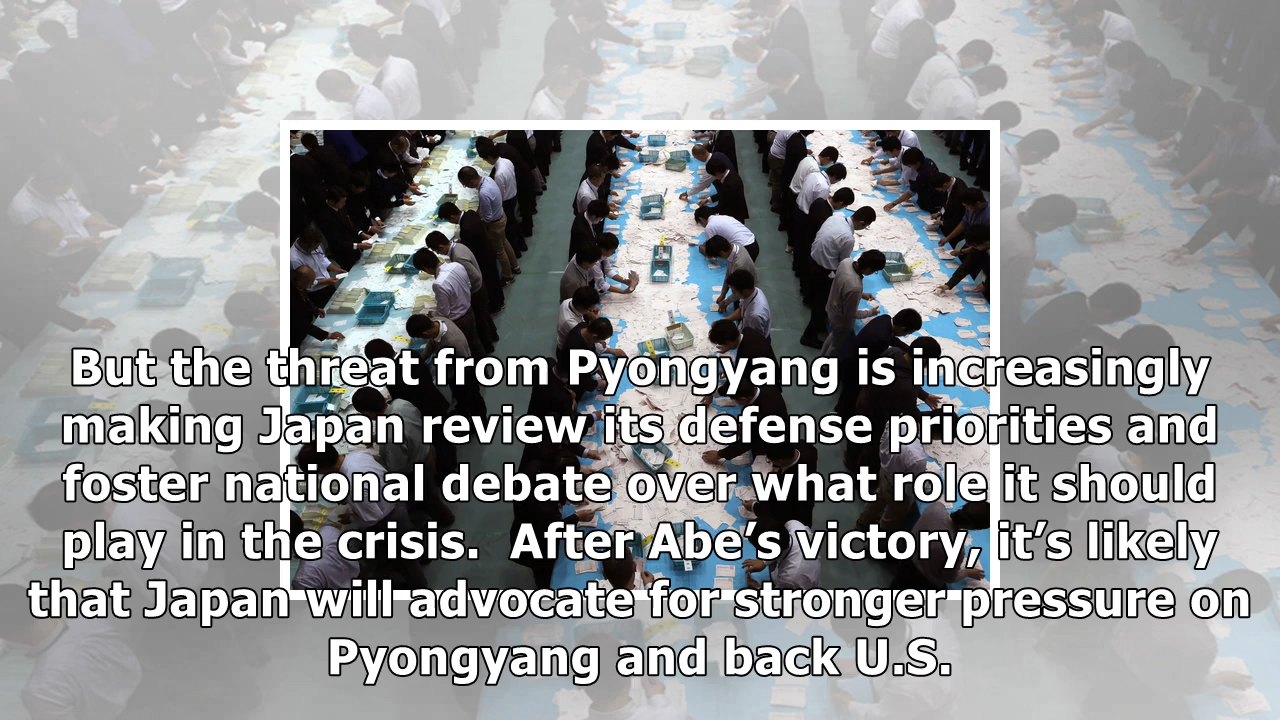 But the threat from Pyongyang is increasingly
making Japan review its defense priorities and
foster national debate over what role it should
play in the crisis.  After Abe’s victory, it’s likely
that Japan will advocate for stronger pressure on
Pyongyang and back U.S.